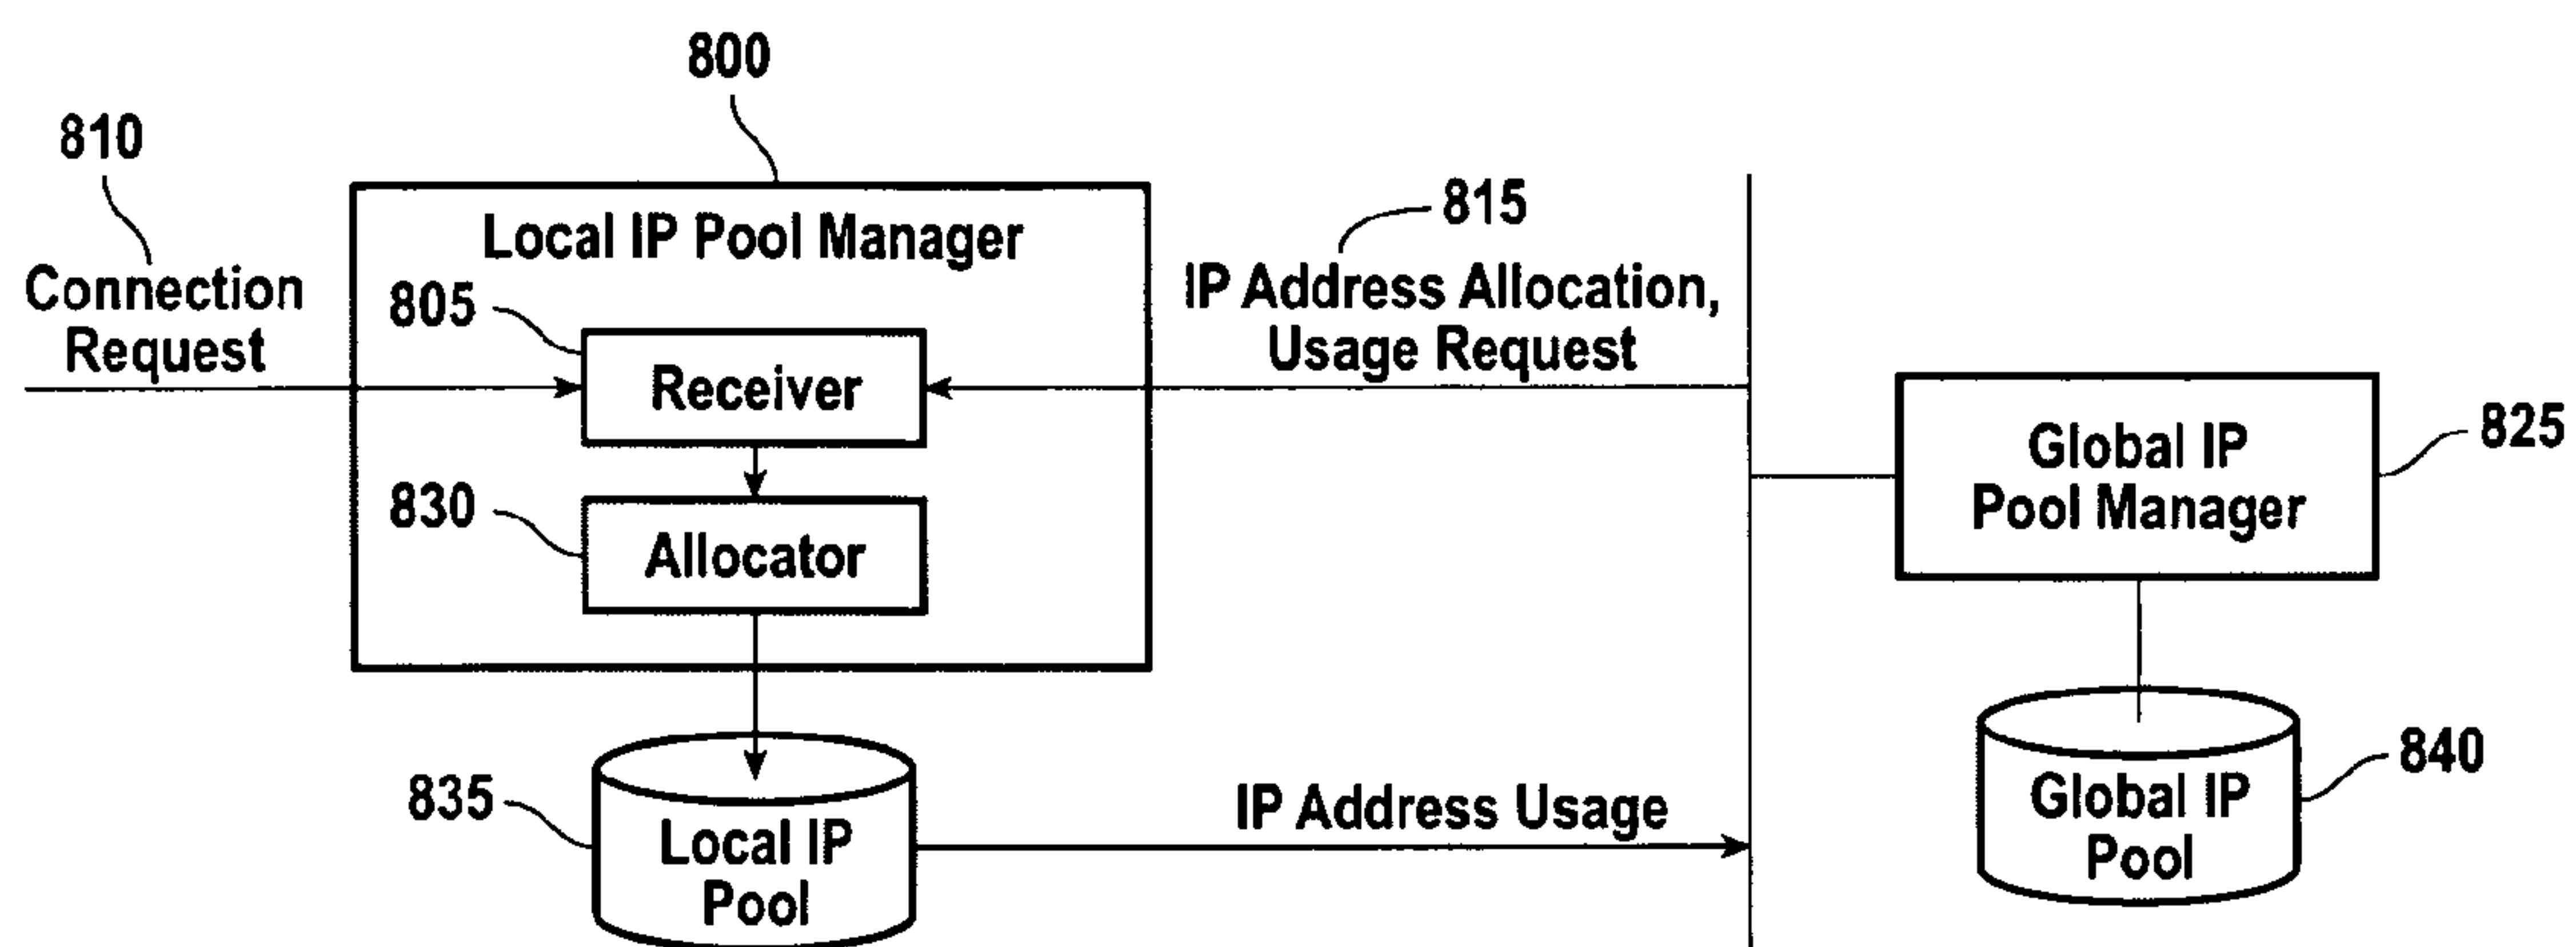 800
810
Local IP Pool Manager
815
Connection
Request
805
IP Address Allocation,
Usage Request
Receiver
Global IP
Pool Manager
825
830
Allocator
835
Local IP
Pool
IP Address Usage
Global IP
Pool
840